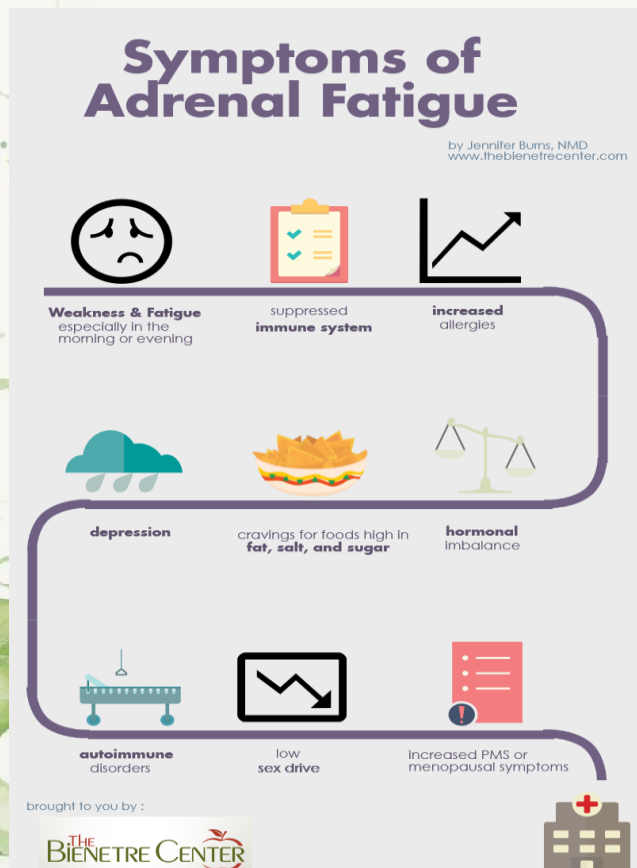 Symptoms of
Adrenal Fatigue
by Jennifer Burns, NMD
www.thebienetrecenter.com
Weakness & Fatigue
especially in the
morning or evening
suppressed
immune system
increased
allergies
depression
cravings for foods high in
fat, salt, and sugar
hormonal
imbalance
autoimmune
disorders
low
sex drive
increased PMS or
menopausal symptoms
brought to you by :
THE
BIENETRE CENTER